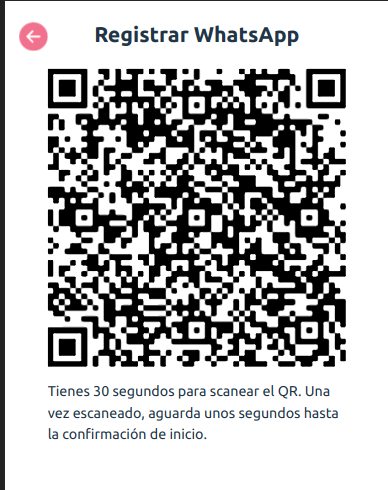 Registrar WhatsApp
Tienes 30 segundos para scanear el QR. Una
vez escaneado, aguarda unos segundos hasta
la confirmación de inicio.